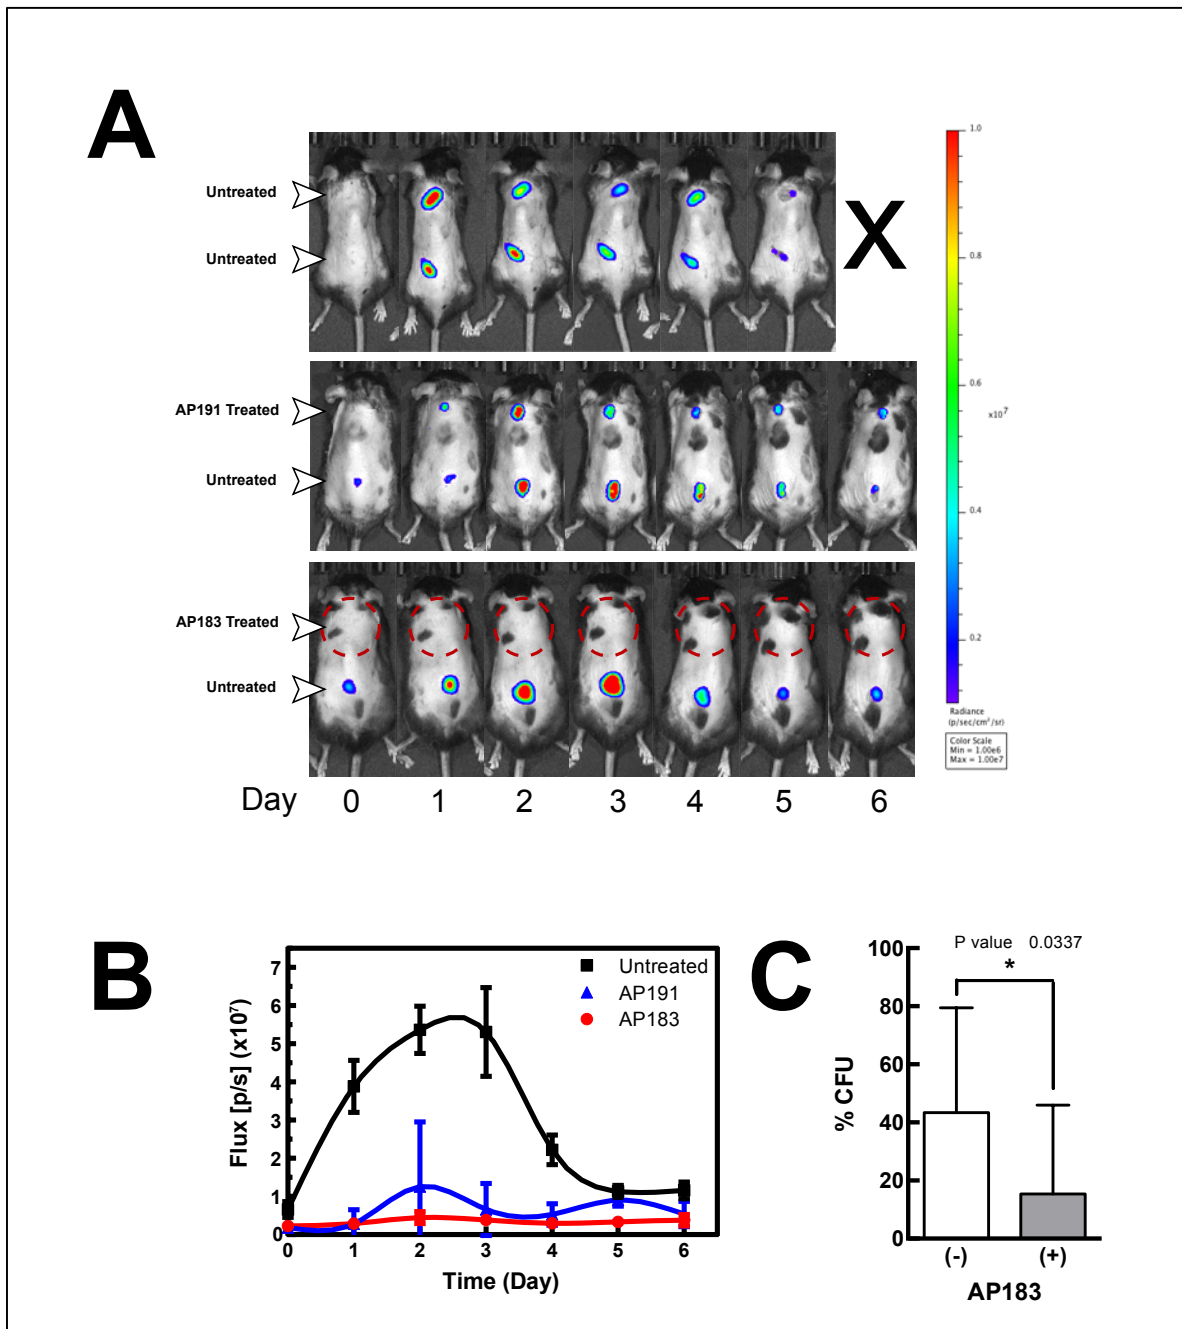 A
Untreated
Untreated
X
AP191 Treated
Untreated
AP183 Treated
Untreated
Day 0 1 2 3 4 5 6
1.0
0.8
0.6
x10⁷
0.4
0.2
Radiance
(p/sec/cm²/sr)
Color Scale
Min = 1.00e6
Max = 1.00e7
B
Flux [p/s] (x10⁷)
7
6
5
4
3
2
1
0
Untreated
AP191
AP183
0 1 2 3 4 5 6
Time (Day)
C
P value 0.0337
*
% CFU
100
80
60
40
20
0
(-) (+)
AP183